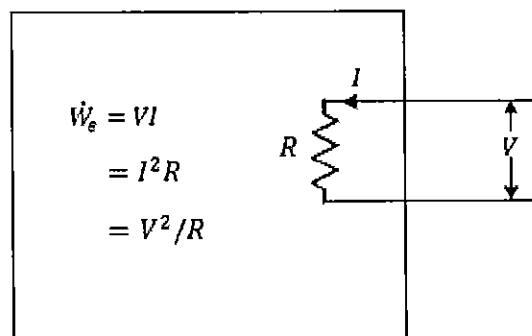 I
Ẇₑ = VI
R
V
= I²R
= V²/R